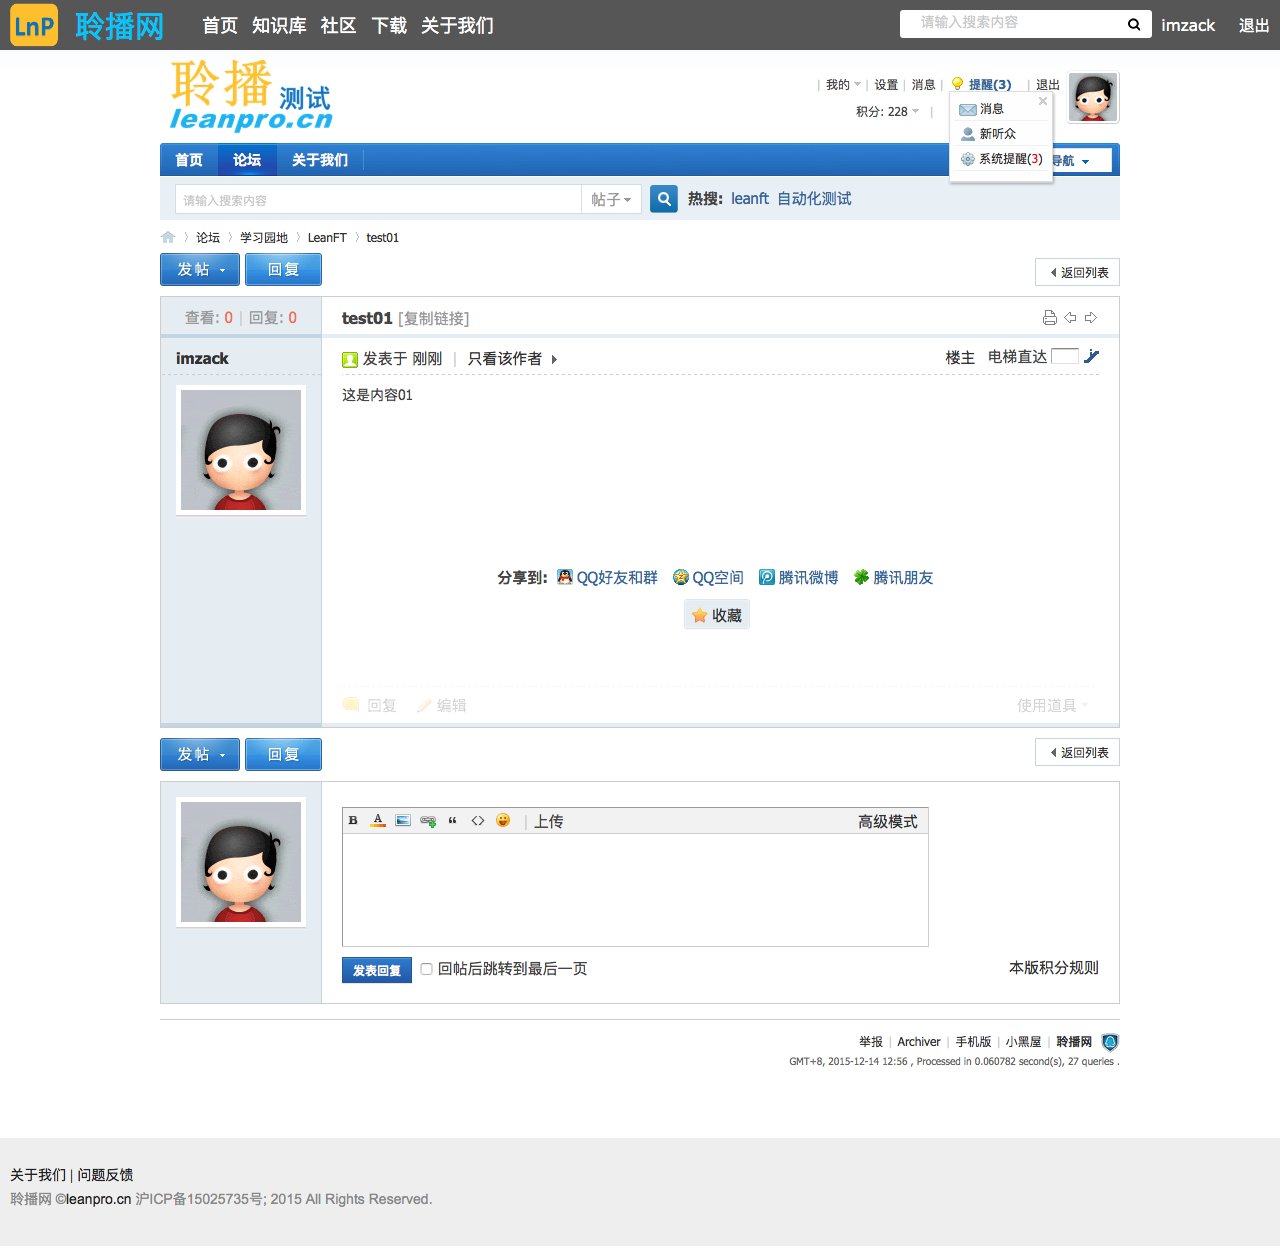 LnP 聆播网 首页 知识库 社区 下载 关于我们 请输入搜索内容 imzack 退出
聆播 测试
leanpro.cn
| 我的 | 设置 | 消息 | 提醒(3) | 退出
积分: 228 |
消息
新听众
系统提醒(3)
首页 论坛 关于我们 导航
请输入搜索内容 帖子 热搜: leanft 自动化测试
论坛 〉 学习园地 〉 LeanFT 〉 test01
发帖 回复 返回列表
查看: 0 | 回复: 0 test01 [复制链接]
imzack 发表于 刚刚 | 只看该作者 楼主 电梯直达
这是内容01
分享到: QQ好友和群 QQ空间 腾讯微博 腾讯朋友
收藏
回复 编辑 使用道具
发帖 回复 返回列表
B A “ <> | 上传 高级模式
发表回复 回帖后跳转到最后一页 本版积分规则
举报 | Archiver | 手机版 | 小黑屋 | 聆播网
GMT+8, 2015-12-14 12:56 , Processed in 0.060782 second(s), 27 queries .
关于我们 | 问题反馈
聆播网 ©leanpro.cn 沪ICP备15025735号; 2015 All Rights Reserved.